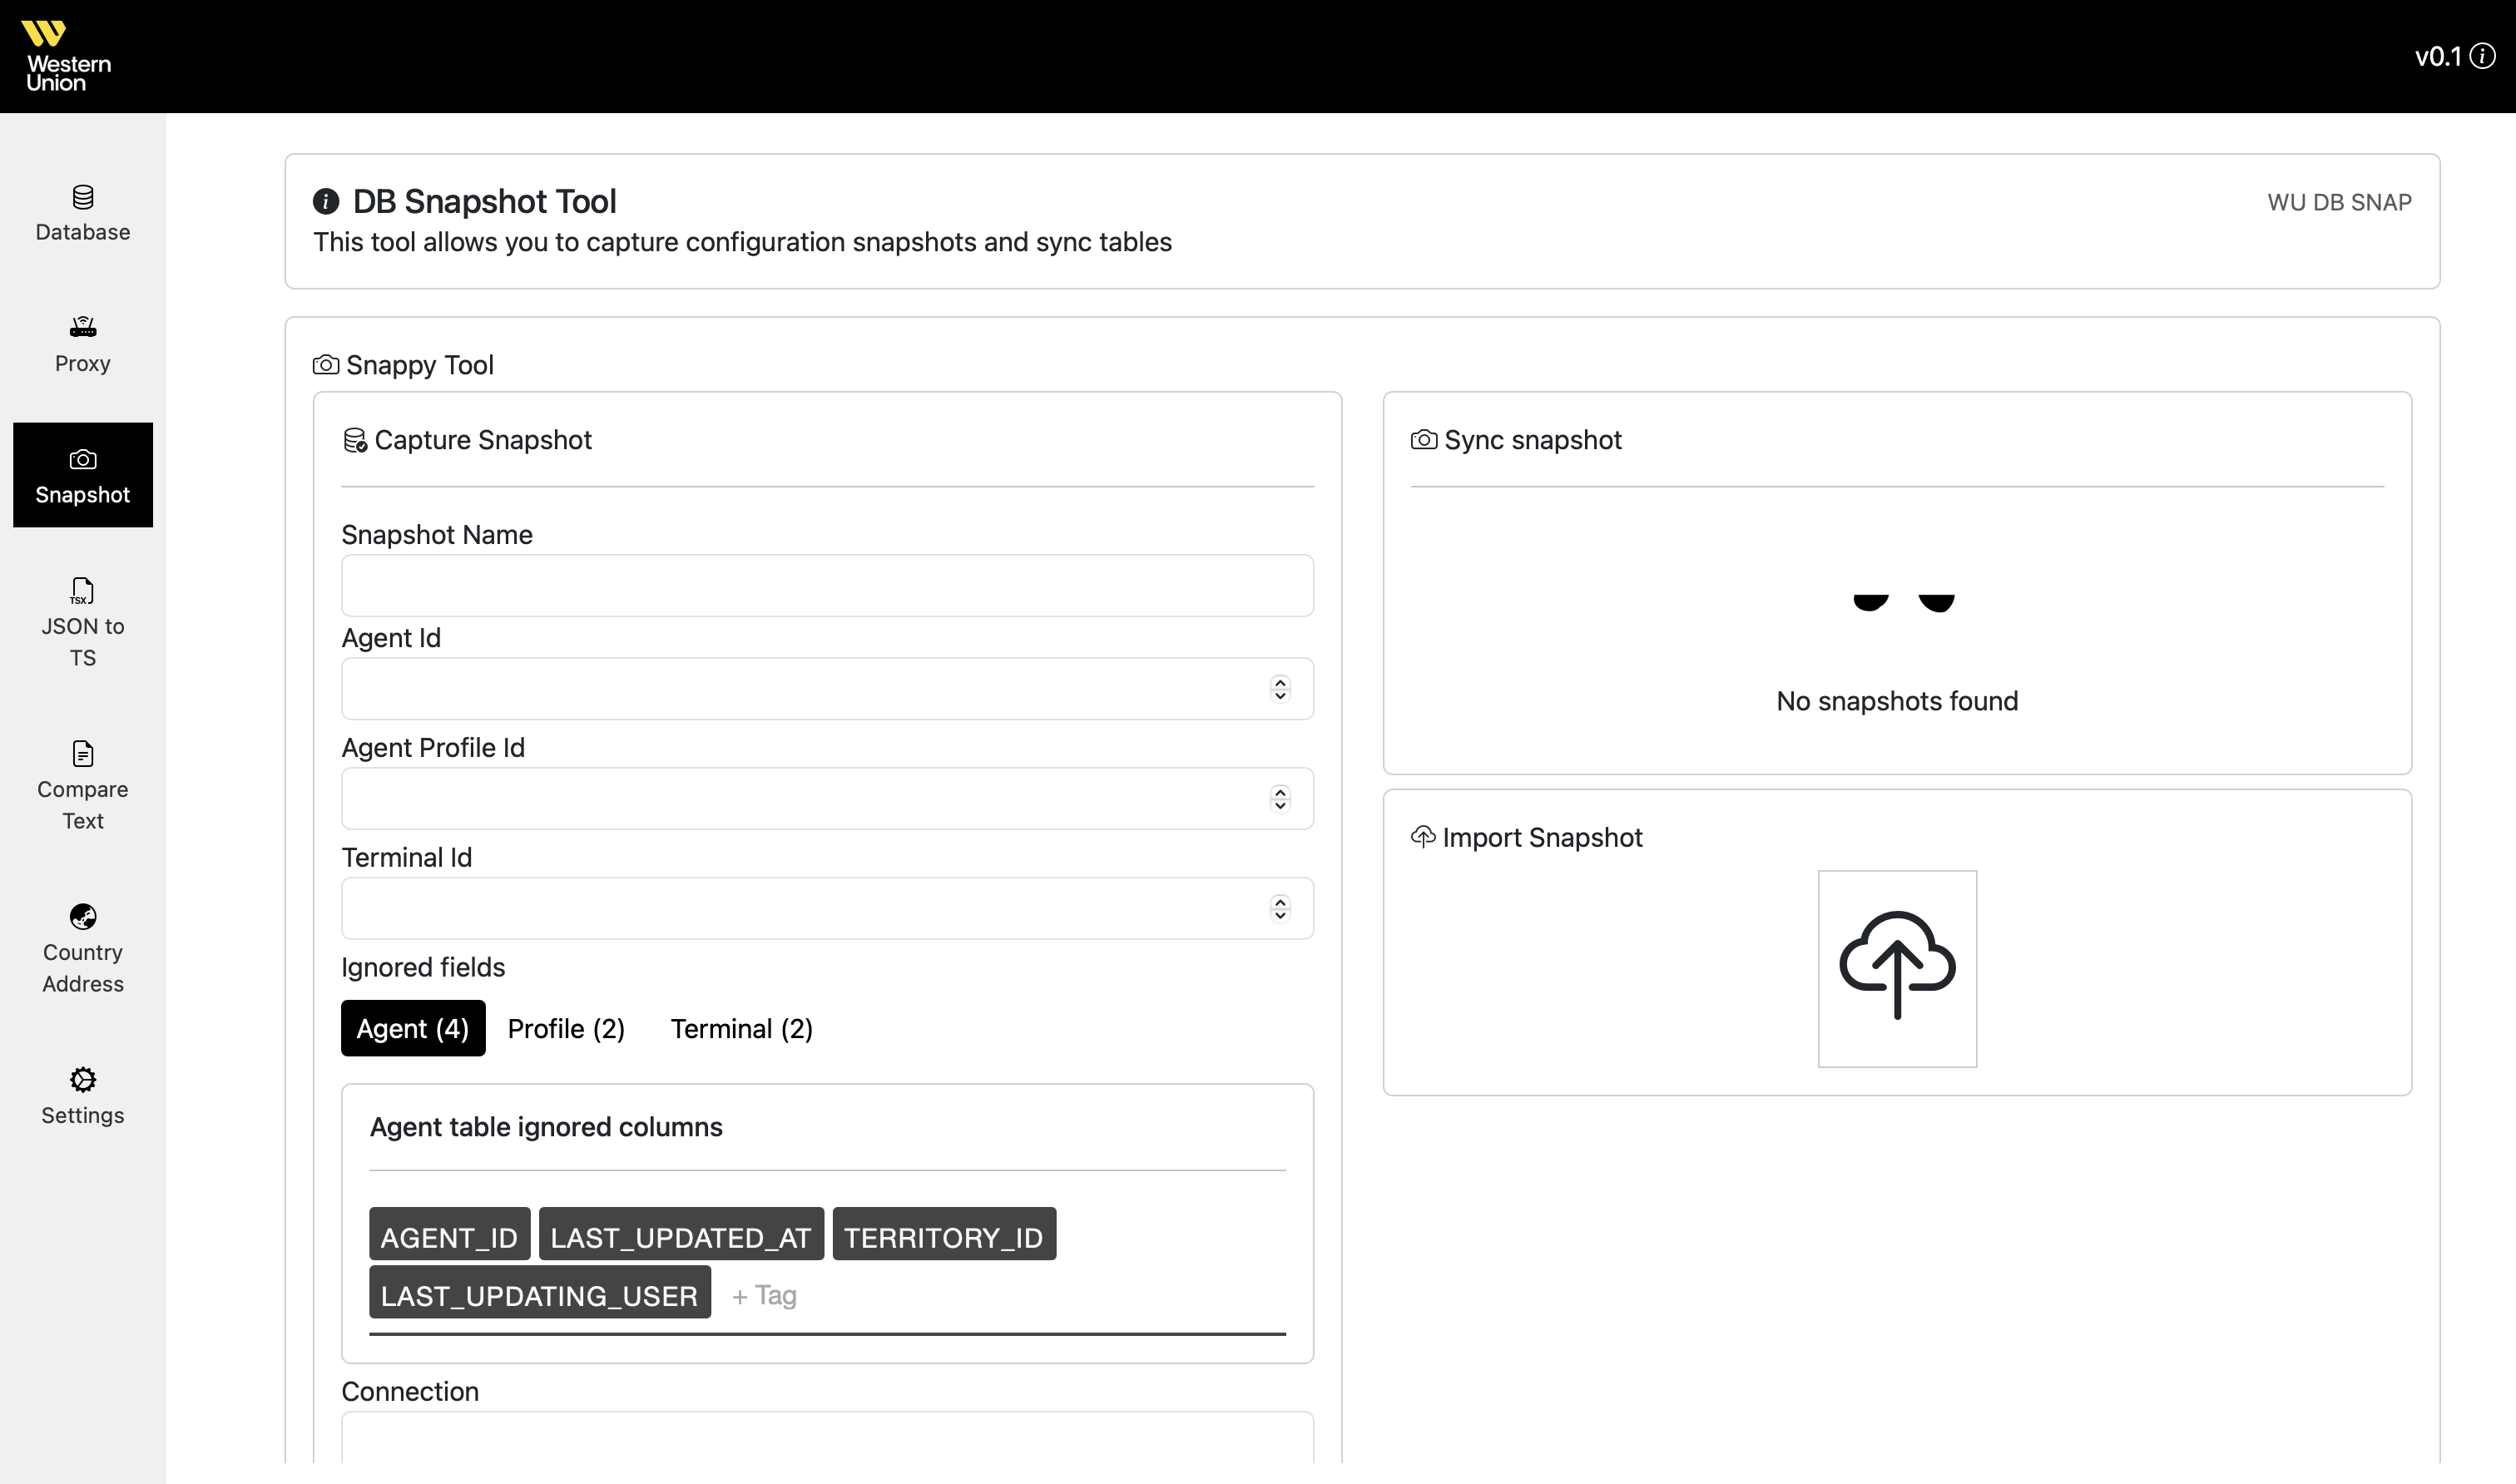 Western
Union
v0.1
Database
Proxy
Snapshot
TSX
JSON to
TS
Compare
Text
Country
Address
Settings
DB Snapshot Tool
WU DB SNAP
This tool allows you to capture configuration snapshots and sync tables
Snappy Tool
Capture Snapshot
Snapshot Name
Agent Id
Agent Profile Id
Terminal Id
Ignored fields
Agent (4)
Profile (2)
Terminal (2)
Agent table ignored columns
AGENT_ID
LAST_UPDATED_AT
TERRITORY_ID
LAST_UPDATING_USER
+ Tag
Connection
Sync snapshot
No snapshots found
Import Snapshot